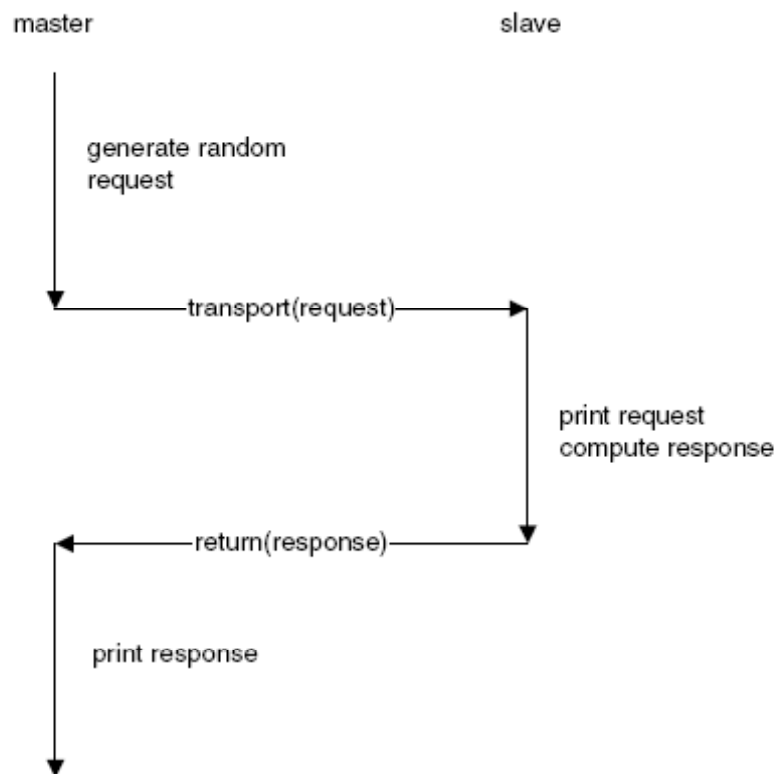 master
slave
generate random
request
transport(request)
print request
compute response
return(response)
print response